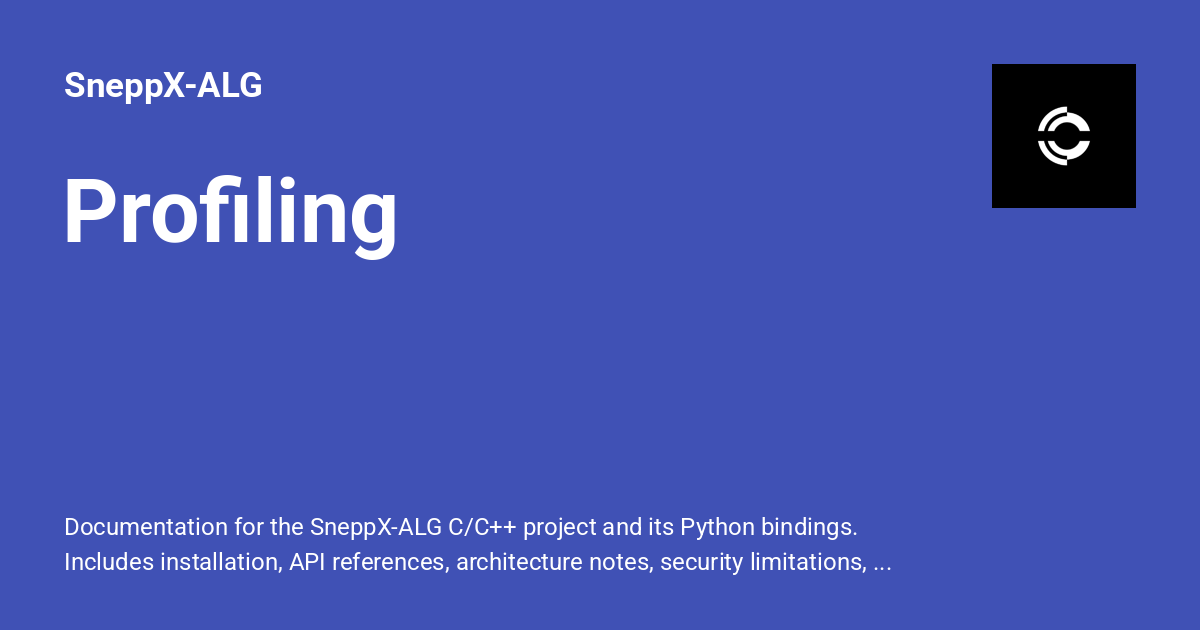 SneppX-ALG
Profiling
Documentation for the SneppX-ALG C/C++ project and its Python bindings.
Includes installation, API references, architecture notes, security limitations, ...